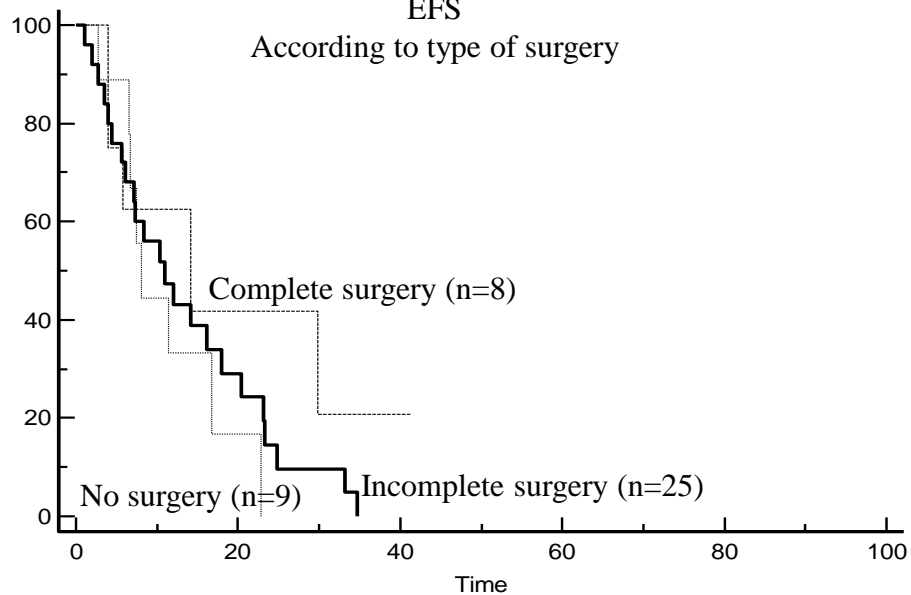 EFS
According to type of surgery
100
80
60
40
20
0
Complete surgery (n=8)
No surgery (n=9)
Incomplete surgery (n=25)
0 20 40 60 80 100
Time